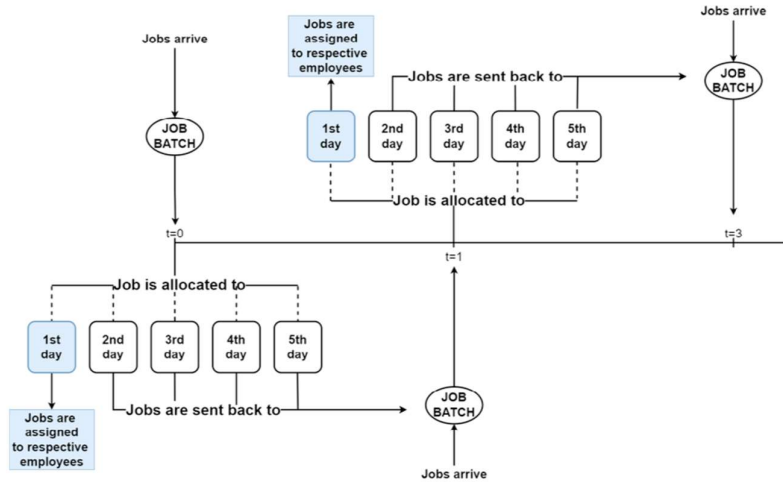 Jobs arrive
Jobs are
assigned
to respective
employees
Jobs arrive
Jobs are sent back to
JOB
BATCH
JOB
BATCH
1st
day
2nd
day
3rd
day
4th
day
5th
day
Job is allocated to
t=0
t=3
t=1
Job is allocated to
1st
day
2nd
day
3rd
day
4th
day
5th
day
JOB
BATCH
Jobs are sent back to
Jobs are
assigned
to respective
employees
Jobs arrive